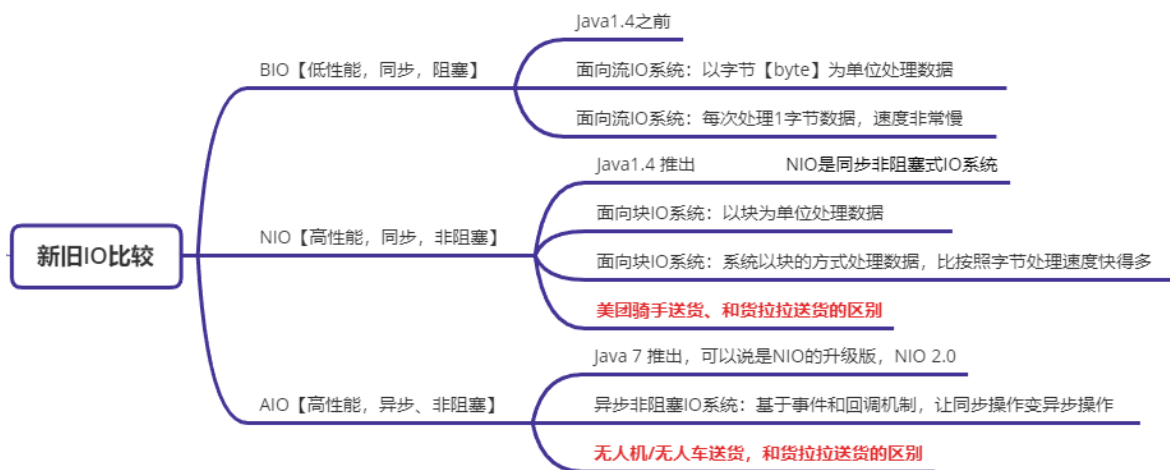 新旧IO比较
BIO【低性能，同步，阻塞】
Java1.4之前
面向流IO系统：以字节【byte】为单位处理数据
面向流IO系统：每次处理1字节数据，速度非常慢
NIO【高性能，同步，非阻塞】
Java1.4 推出 NIO是同步非阻塞式IO系统
面向块IO系统：以块为单位处理数据
面向块IO系统：系统以块的方式处理数据，比按照字节处理速度快得多
美团骑手送货、和货拉拉送货的区别
AIO【高性能，异步、非阻塞】
Java 7 推出，可以说是NIO的升级版，NIO 2.0
异步非阻塞IO系统：基于事件和回调机制，让同步操作变异步操作
无人机/无人车送货，和货拉拉送货的区别